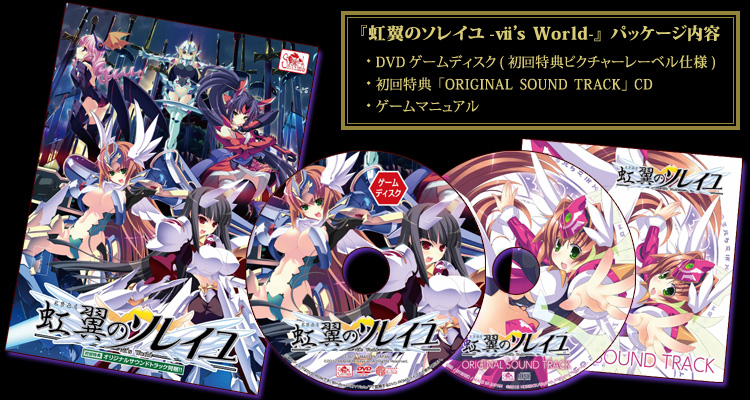 『虹翼のソレイユ -ⅶ's World-』パッケージ内容
・DVDゲームディスク(初回特典ピクチャーレーベル仕様)
・初回特典「ORIGINAL SOUND TRACK」CD
・ゲームマニュアル
虹翼のソレイユ
オリジナルサウンドトラック同梱!!
ゲーム
ディスク
虹翼のソレイユ
DVD
虹翼のソレイユ
ORIGINAL SOUND TRACK
虹翼のソレイユ
SOUND TRACK